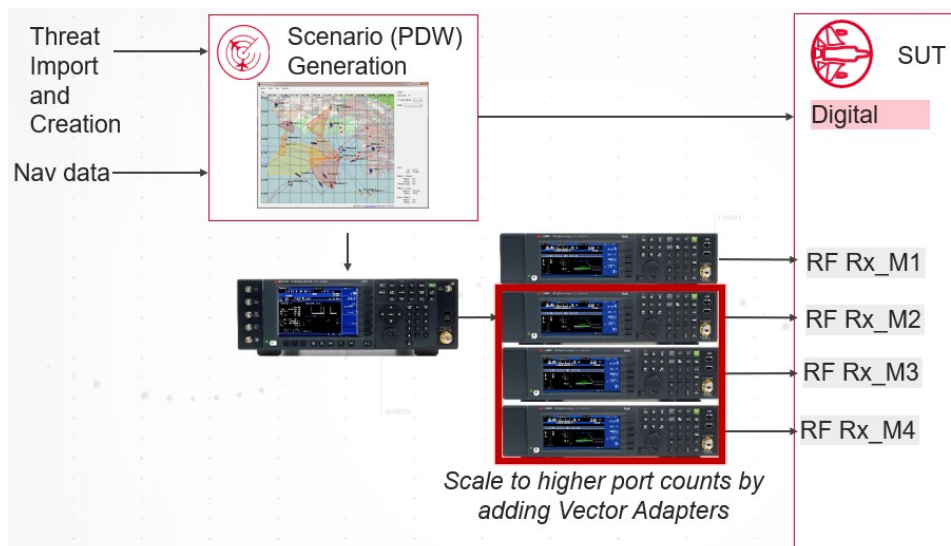 Threat
Import
and
Creation
Nav data
Scenario (PDW)
Generation
SUT
Digital
RF Rx_M1
RF Rx_M2
RF Rx_M3
RF Rx_M4
Scale to higher port counts by
adding Vector Adapters